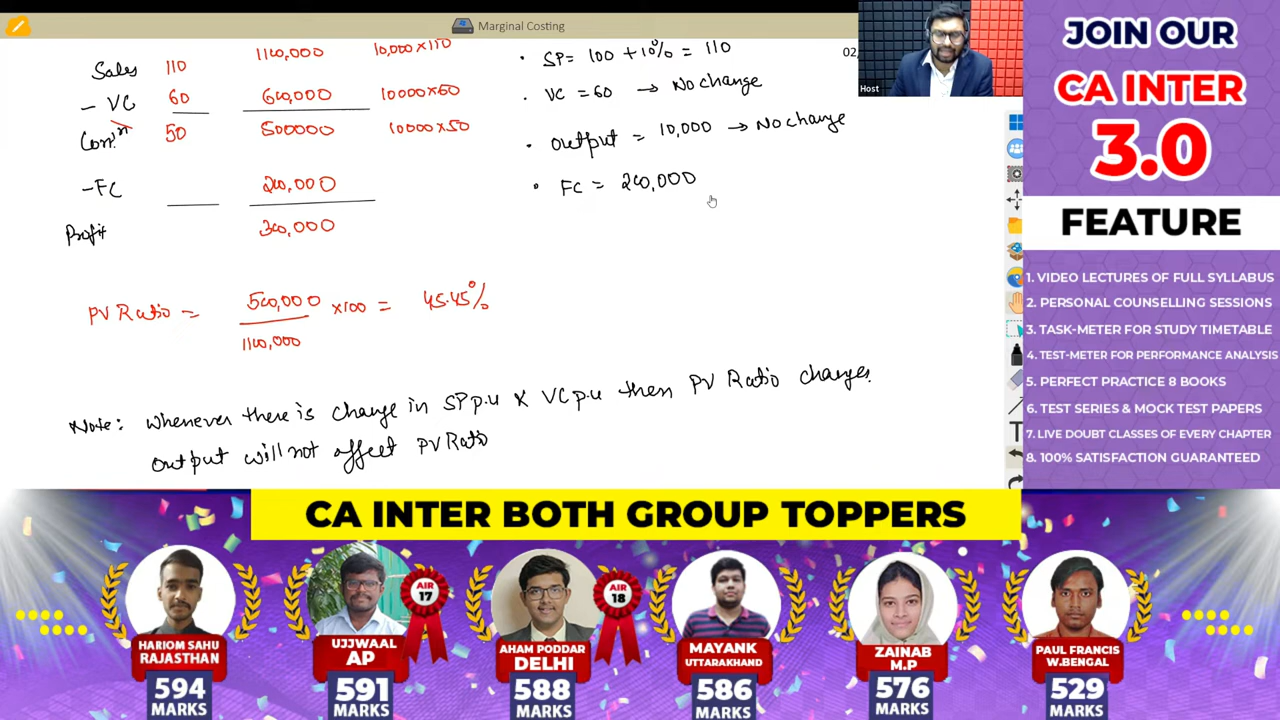 Marginal Costing
Sales 110 1100,000 10,000×110
- VC 60 600,000 10000×60
Conn 50 500000 10000×50
-FC 200,000
Profit 300,000
• SP = 100 + 10% = 110
• VC = 60 → No change
• output = 10,000 → No change
• FC = 200,000
02,
Host
PV Ratio = 500,000 ×100 = 45.45%
1100,000
Note: Whenever there is change in SP p.u & VC p.u then PV Ratio changes.
output will not affect PV Ratio
T
JOIN OUR
CA INTER
3.0
FEATURE
1. VIDEO LECTURES OF FULL SYLLABUS
2. PERSONAL COUNSELLING SESSIONS
3. TASK-METER FOR STUDY TIMETABLE
4. TEST-METER FOR PERFORMANCE ANALYSIS
5. PERFECT PRACTICE 8 BOOKS
6. TEST SERIES & MOCK TEST PAPERS
7. LIVE DOUBT CLASSES OF EVERY CHAPTER
8. 100% SATISFACTION GUARANTEED
CA INTER BOTH GROUP TOPPERS
HARIOM SAHU
RAJASTHAN
594
MARKS
AIR
17
UJJWAAL
AP
591
MARKS
AIR
18
AHAM PODDAR
DELHI
588
MARKS
MAYANK
UTTARAKHAND
586
MARKS
ZAINAB
M.P
576
MARKS
PAUL FRANCIS
W.BENGAL
529
MARKS